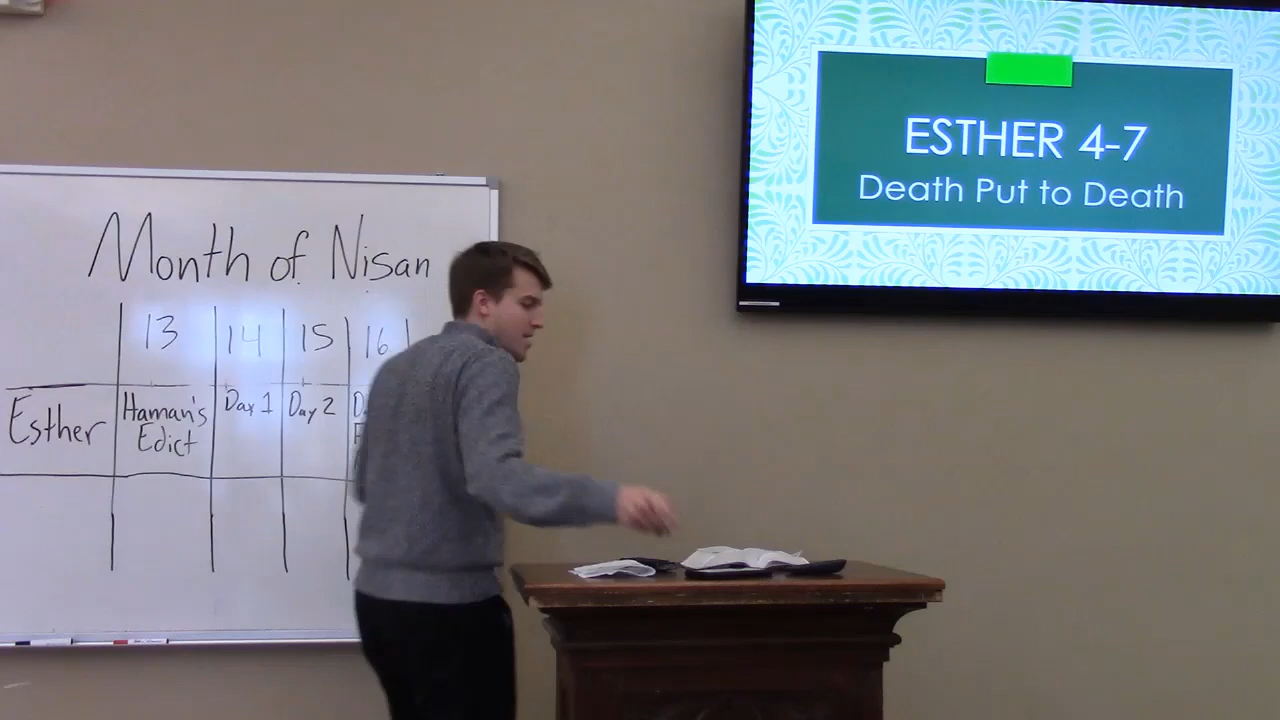 Month of Nisan
13 14 15 16
Esther Haman's Day 1 Day 2
Edict
ESTHER 4-7
Death Put to Death